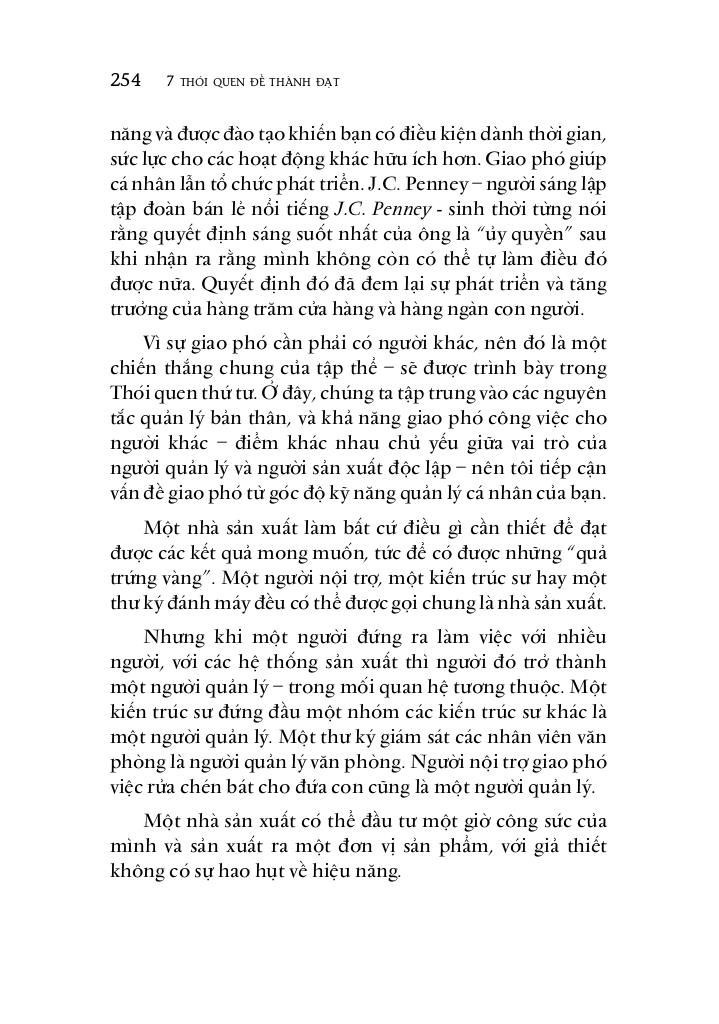 254 7 THÓI QUEN ĐỂ THÀNH ĐẠT
năng và được đào tạo khiến bạn có điều kiện dành thời gian,
sức lực cho các hoạt động khác hữu ích hơn. Giao phó giúp
cá nhân lẫn tổ chức phát triển. J.C. Penney – người sáng lập
tập đoàn bán lẻ nổi tiếng J.C. Penney - sinh thời từng nói
rằng quyết định sáng suốt nhất của ông là “ủy quyền” sau
khi nhận ra rằng mình không còn có thể tự làm điều đó
được nữa. Quyết định đó đã đem lại sự phát triển và tăng
trưởng của hàng trăm cửa hàng và hàng ngàn con người.
Vì sự giao phó cần phải có người khác, nên đó là một
chiến thắng chung của tập thể – sẽ được trình bày trong
Thói quen thứ tư. Ở đây, chúng ta tập trung vào các nguyên
tắc quản lý bản thân, và khả năng giao phó công việc cho
người khác – điểm khác nhau chủ yếu giữa vai trò của
người quản lý và người sản xuất độc lập – nên tôi tiếp cận
vấn đề giao phó từ góc độ kỹ năng quản lý cá nhân của bạn.
Một nhà sản xuất làm bất cứ điều gì cần thiết để đạt
được các kết quả mong muốn, tức để có được những “quả
trứng vàng”. Một người nội trợ, một kiến trúc sư hay một
thư ký đánh máy đều có thể được gọi chung là nhà sản xuất.
Nhưng khi một người đứng ra làm việc với nhiều
người, với các hệ thống sản xuất thì người đó trở thành
một người quản lý – trong mối quan hệ tương thuộc. Một
kiến trúc sư đứng đầu một nhóm các kiến trúc sư khác là
một người quản lý. Một thư ký giám sát các nhân viên văn
phòng là người quản lý văn phòng. Người nội trợ giao phó
việc rửa chén bát cho đứa con cũng là một người quản lý.
Một nhà sản xuất có thể đầu tư một giờ công sức của
mình và sản xuất ra một đơn vị sản phẩm, với giả thiết
không có sự hao hụt về hiệu năng.